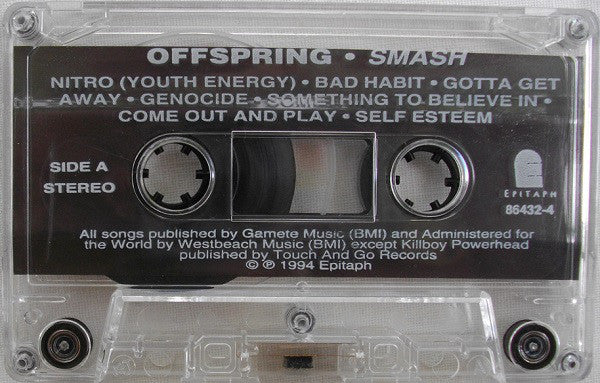 OFFSPRING • SMASH
NITRO (YOUTH ENERGY) • BAD HABIT • GOTTA GET
AWAY • GENOCIDE • SOMETHING TO BELIEVE IN •
COME OUT AND PLAY • SELF ESTEEM
SIDE A
STEREO
EPITAPH
86432-4
All songs published by Gamete Music (BMI) and Administered for
the World by Westbeach Music (BMI) except Killboy Powerhead
published by Touch And Go Records
© ℗ 1994 Epitaph